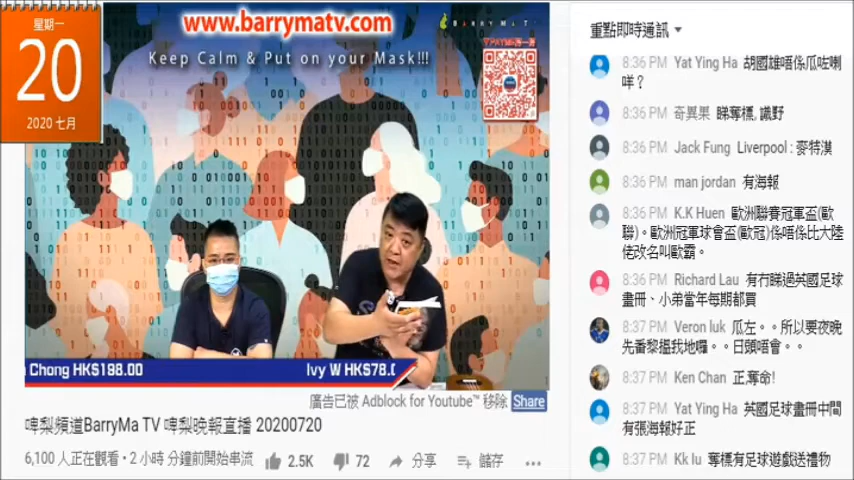 星期一
20
2020 七月
www.barrymatv.com
BARRYMATV
Keep Calm & Put on your Mask!!!
Chong HK$198.00
Ivy W HK$78.
廣告已被 Adblock for Youtube™ 移除 Share
啤梨頻道BarryMa TV 啤梨晚報直播 20200720
6,100 人正在觀看 • 2 小時 分鐘前開始串流
2.5K
72
分享
儲存
重點即時通訊
8:36 PM Yat Ying Ha 胡國雄唔係瓜咗喇
咩？
8:36 PM 奇異果 睇奪標, 識野
8:36 PM Jack Fung Liverpool : 麥特漢
8:36 PM man jordan 有海報
8:36 PM K.K Huen 歐洲聯賽冠軍盃(歐
聯)。歐洲冠軍球會盃(歐冠)係唔係比大陸
佬改名叫歐霸。
8:36 PM Richard Lau 有冇睇過英國足球
畫冊、小弟當年每期都買
8:37 PM Veron luk 瓜左。。所以要夜晚
先番黎搵我地囉。。日頭唔會。。
8:37 PM Ken Chan 正,奪命!
8:37 PM Yat Ying Ha 英國足球畫冊中間
有張海報好正
8:37 PM Kk lu 奪標有足球遊戲送禮物